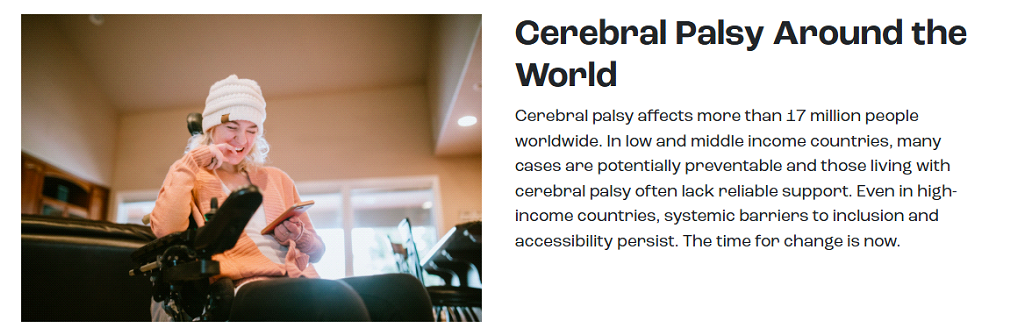 Cerebral Palsy Around the
World
Cerebral palsy affects more than 17 million people
worldwide. In low and middle income countries, many
cases are potentially preventable and those living with
cerebral palsy often lack reliable support. Even in high-
income countries, systemic barriers to inclusion and
accessibility persist. The time for change is now.